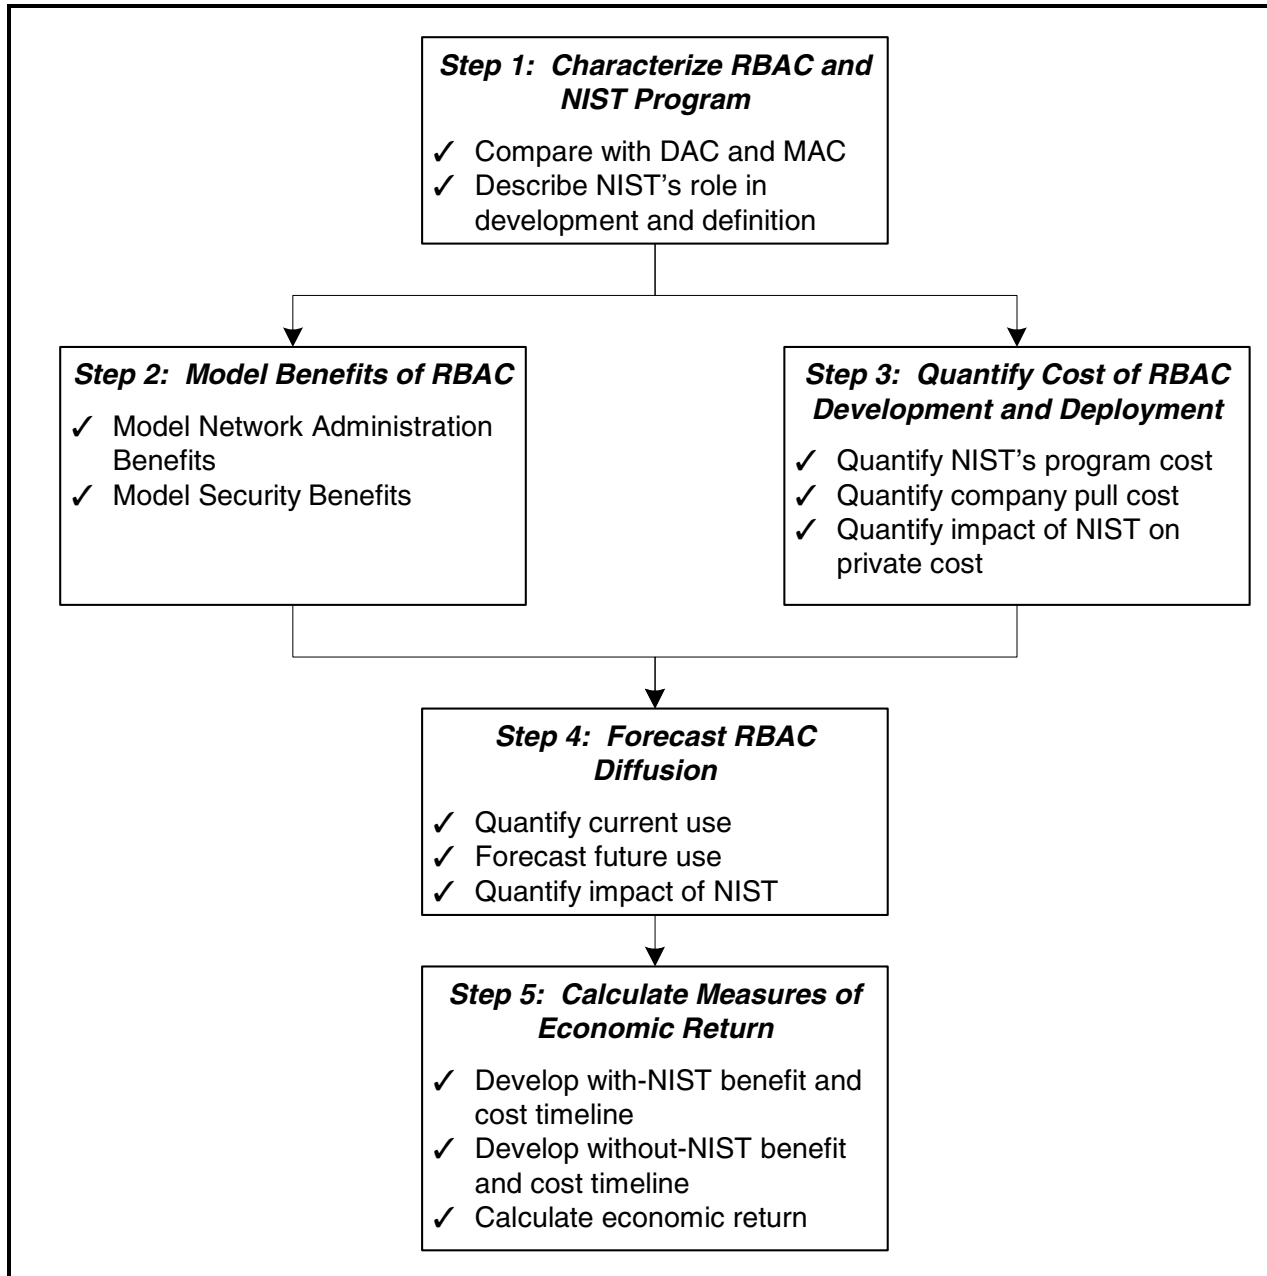 Step 1:  Characterize RBAC and
NIST Program
✓ Compare with DAC and MAC
✓ Describe NIST’s role in
development and definition
Step 2:  Model Benefits of RBAC
✓ Model Network Administration
Benefits
✓ Model Security Benefits
Step 3:  Quantify Cost of RBAC
Development and Deployment
✓ Quantify NIST’s program cost
✓ Quantify company pull cost
✓ Quantify impact of NIST on
private cost
Step 4:  Forecast RBAC
Diffusion
✓ Quantify current use
✓ Forecast future use
✓ Quantify impact of NIST
Step 5:  Calculate Measures of
Economic Return
✓ Develop with-NIST benefit and
cost timeline
✓ Develop without-NIST benefit
and cost timeline
✓ Calculate economic return